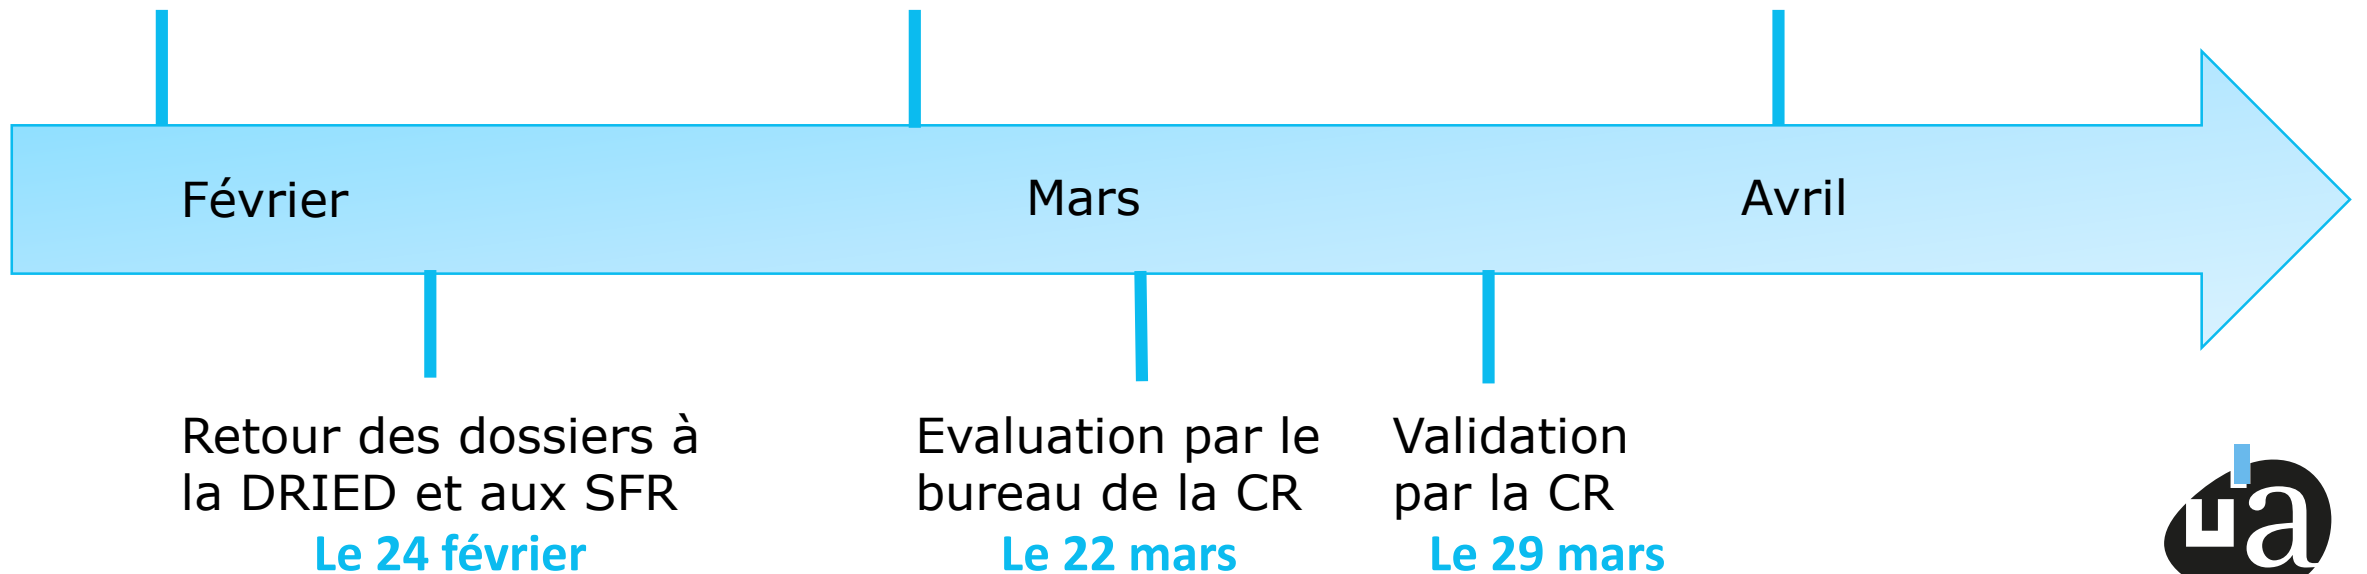 Février
Mars
Avril
Retour des dossiers à
la DRIED et aux SFR
Le 24 février
Evaluation par le
bureau de la CR
Le 22 mars
Validation
par la CR
Le 29 mars
ua